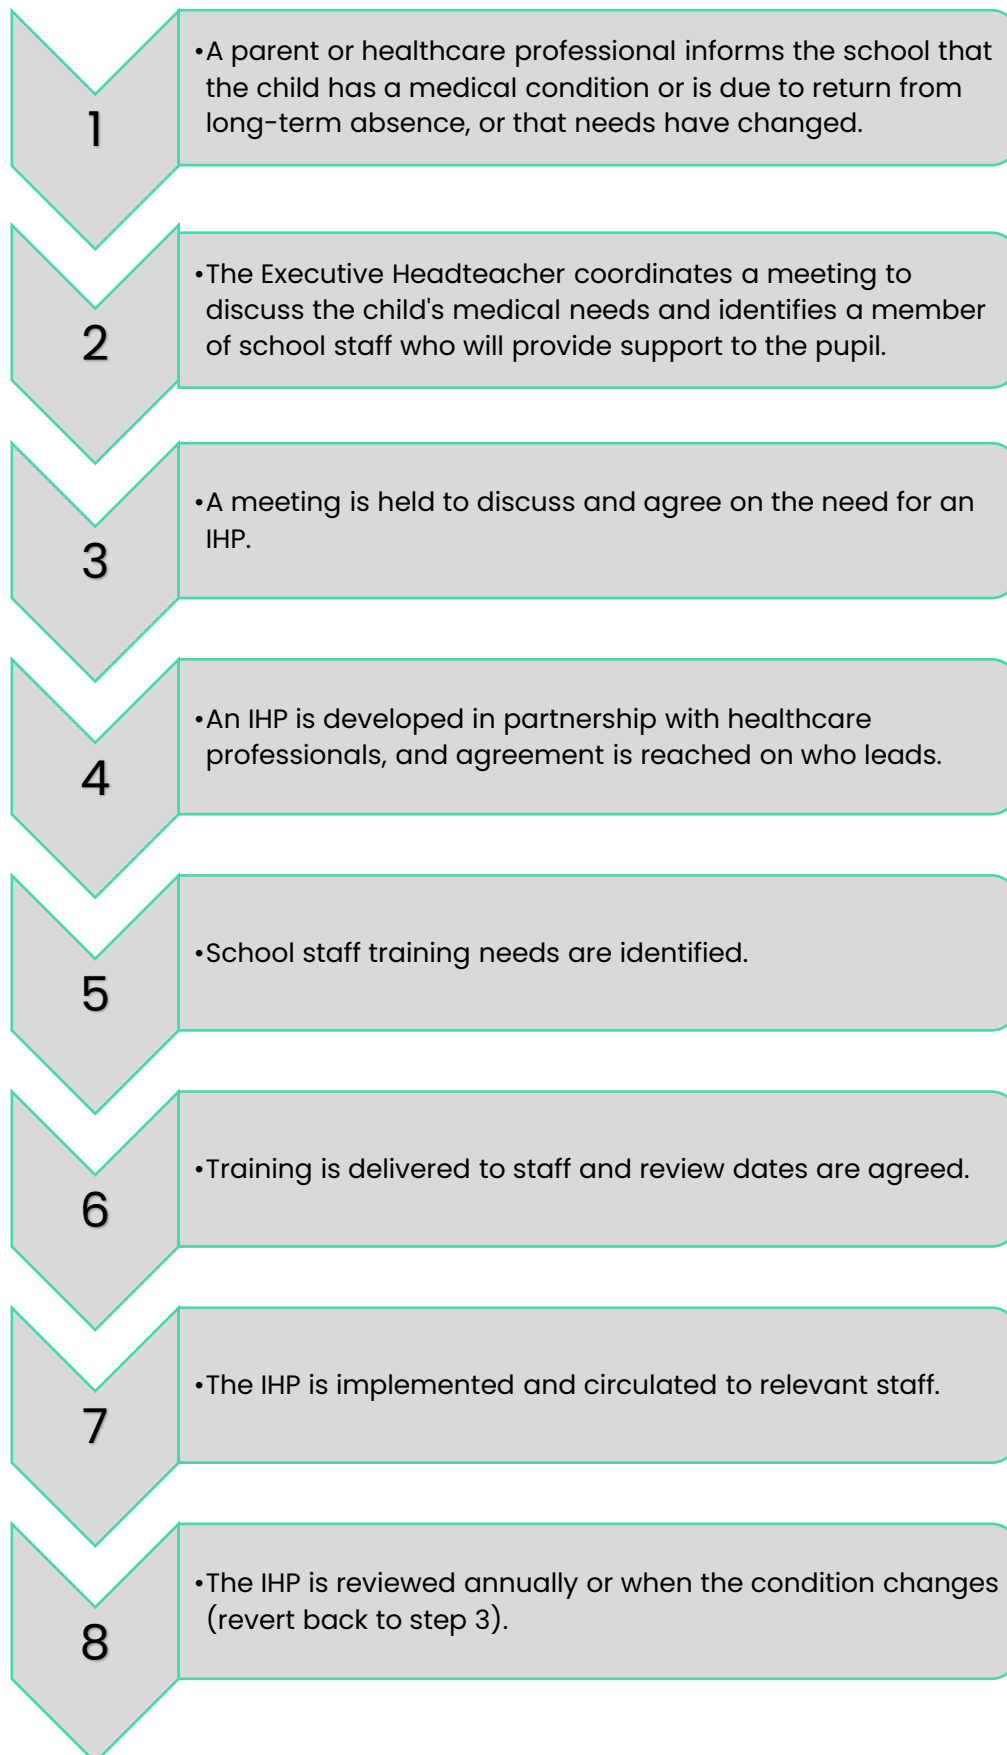 1
•A parent or healthcare professional informs the school that
the child has a medical condition or is due to return from
long-term absence, or that needs have changed.
2
•The Executive Headteacher coordinates a meeting to
discuss the child's medical needs and identifies a member
of school staff who will provide support to the pupil.
3
•A meeting is held to discuss and agree on the need for an
IHP.
4
•An IHP is developed in partnership with healthcare
professionals, and agreement is reached on who leads.
5
•School staff training needs are identified.
6
•Training is delivered to staff and review dates are agreed.
7
•The IHP is implemented and circulated to relevant staff.
8
•The IHP is reviewed annually or when the condition changes
(revert back to step 3).